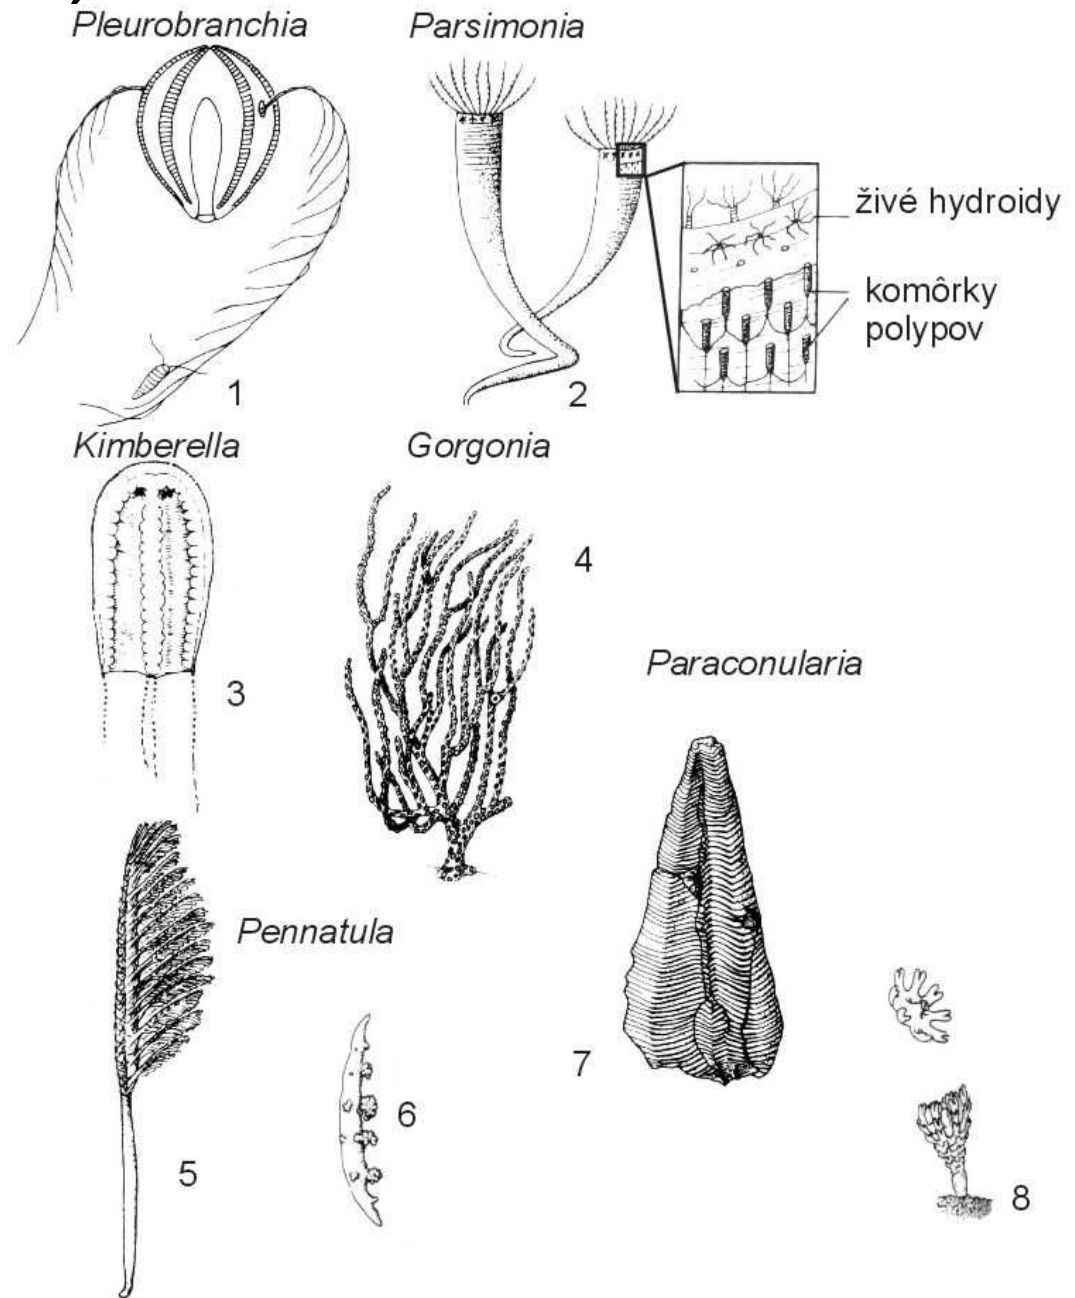 Pleurobranchia
Parsimonia
živé hydroidy
komôrky
polypov
1
2
Kimberella
Gorgonia
4
3
Paraconularia
Pennatula
7
6
5
8